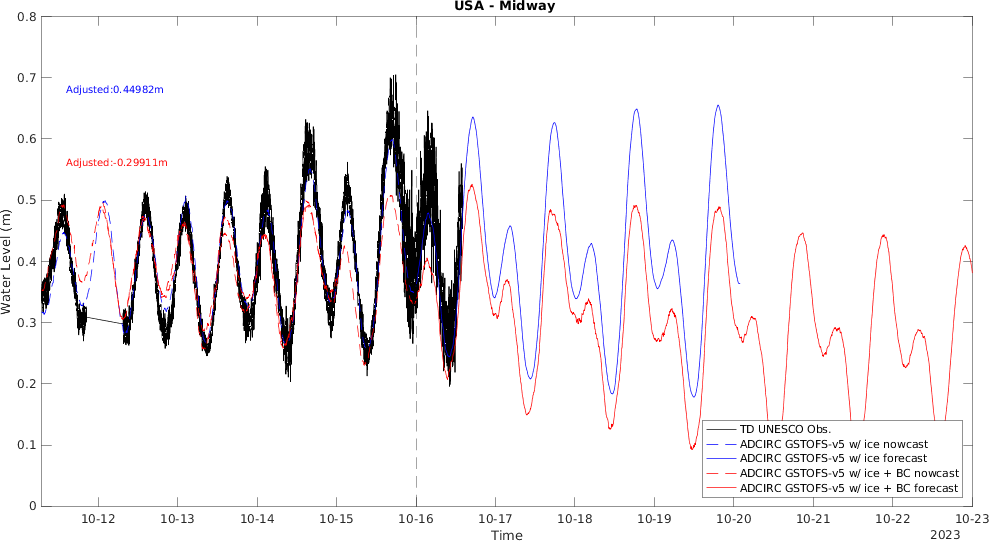 USA - Midway
0.8
0.7
0.6
0.5
0.4
0.3
0.2
0.1
0
Water Level (m)
Adjusted:0.44982m
Adjusted:-0.29911m
TD UNESCO Obs.
ADCIRC GSTOFS-v5 w/ ice nowcast
ADCIRC GSTOFS-v5 w/ ice forecast
ADCIRC GSTOFS-v5 w/ ice + BC nowcast
ADCIRC GSTOFS-v5 w/ ice + BC forecast
10-12 10-13 10-14 10-15 10-16 10-17 10-18 10-19 10-20 10-21 10-22 10-23
2023
Time